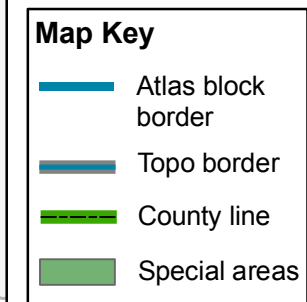 Map Key
Atlas block
border
Topo border
County line
Special areas